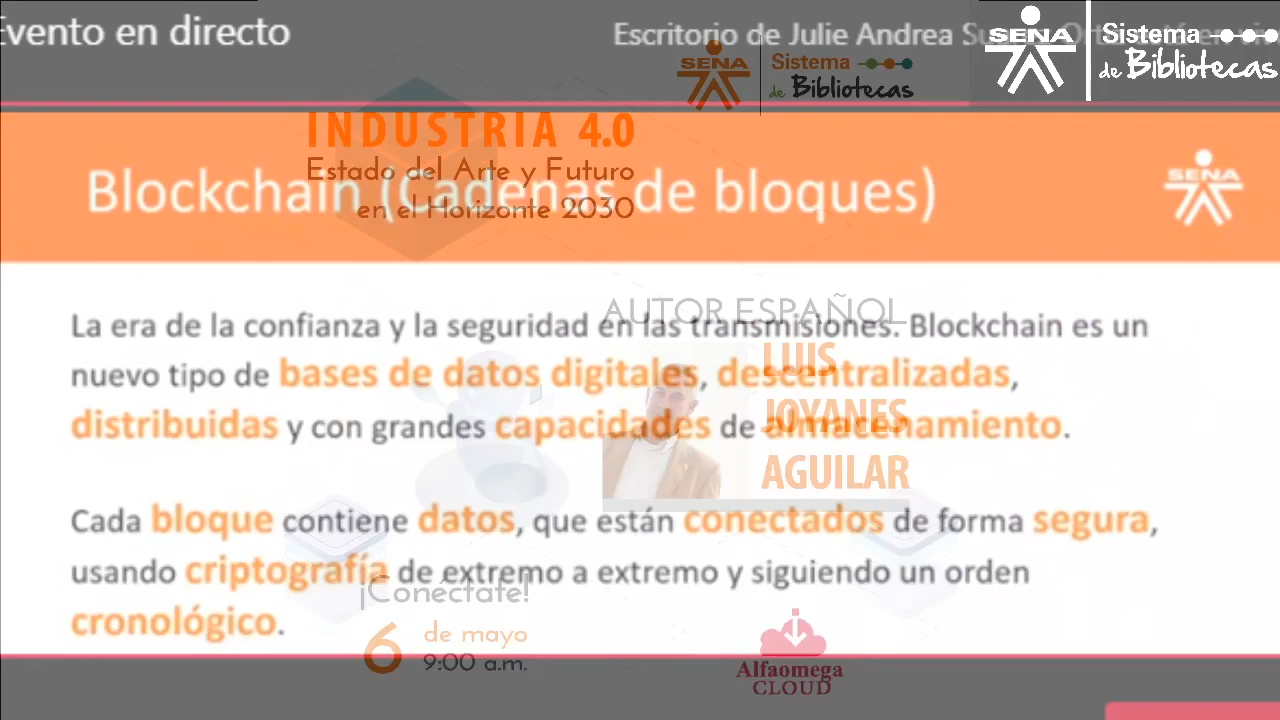 Evento en directo
Escritorio de Julie Andrea
SENA
Sistema
de Bibliotecas
SENA
Sistema
de Bibliotecas
INDUSTRIA 4.0
Estado del Arte y Futuro
en el Horizonte 2030
Blockchain (Cadenas de bloques)
SENA
AUTOR ESPAÑOL
LUIS
JOYANES
AGUILAR
La era de la confianza y la seguridad en las transmisiones. Blockchain es un
nuevo tipo de bases de datos digitales, descentralizadas,
distribuidas y con grandes capacidades de almacenamiento.
Cada bloque contiene datos, que están conectados de forma segura,
usando criptografía de extremo a extremo y siguiendo un orden
cronológico.
¡Conéctate!
6 de mayo
9:00 a.m.
Alfaomega
CLOUD